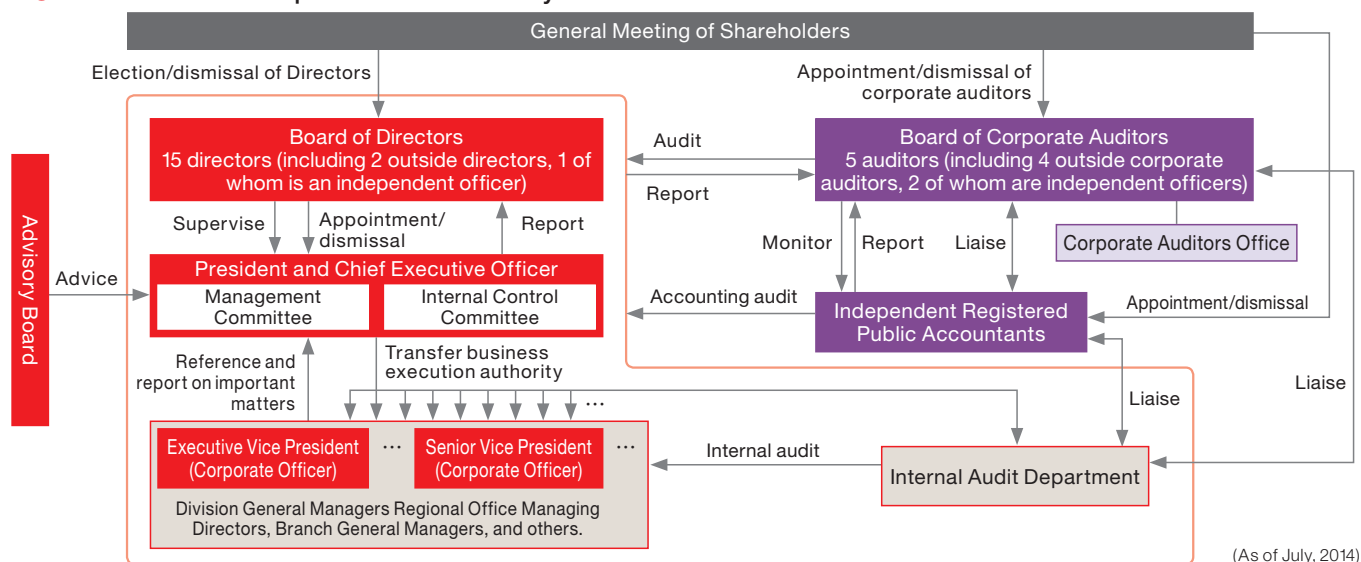 General Meeting of Shareholders
Election/dismissal of Directors
Appointment/dismissal of
corporate auditors
Board of Directors
15 directors (including 2 outside directors, 1 of
whom is an independent officer)
Audit
Report
Board of Corporate Auditors
5 auditors (including 4 outside corporate
auditors, 2 of whom are independent officers)
Advisory Board
Advice
Supervise
Appointment/
dismissal
Report
Monitor
Report
Liaise
Corporate Auditors Office
President and Chief Executive Officer
Management
Committee
Internal Control
Committee
Accounting audit
Independent Registered
Public Accountants
Appointment/dismissal
Reference and
report on important
matters
Transfer business
execution authority
...
Liaise
Liaise
Executive Vice President
(Corporate Officer)
...
Senior Vice President
(Corporate Officer)
...
Division General Managers Regional Office Managing
Directors, Branch General Managers, and others.
Internal audit
Internal Audit Department
(As of July, 2014)